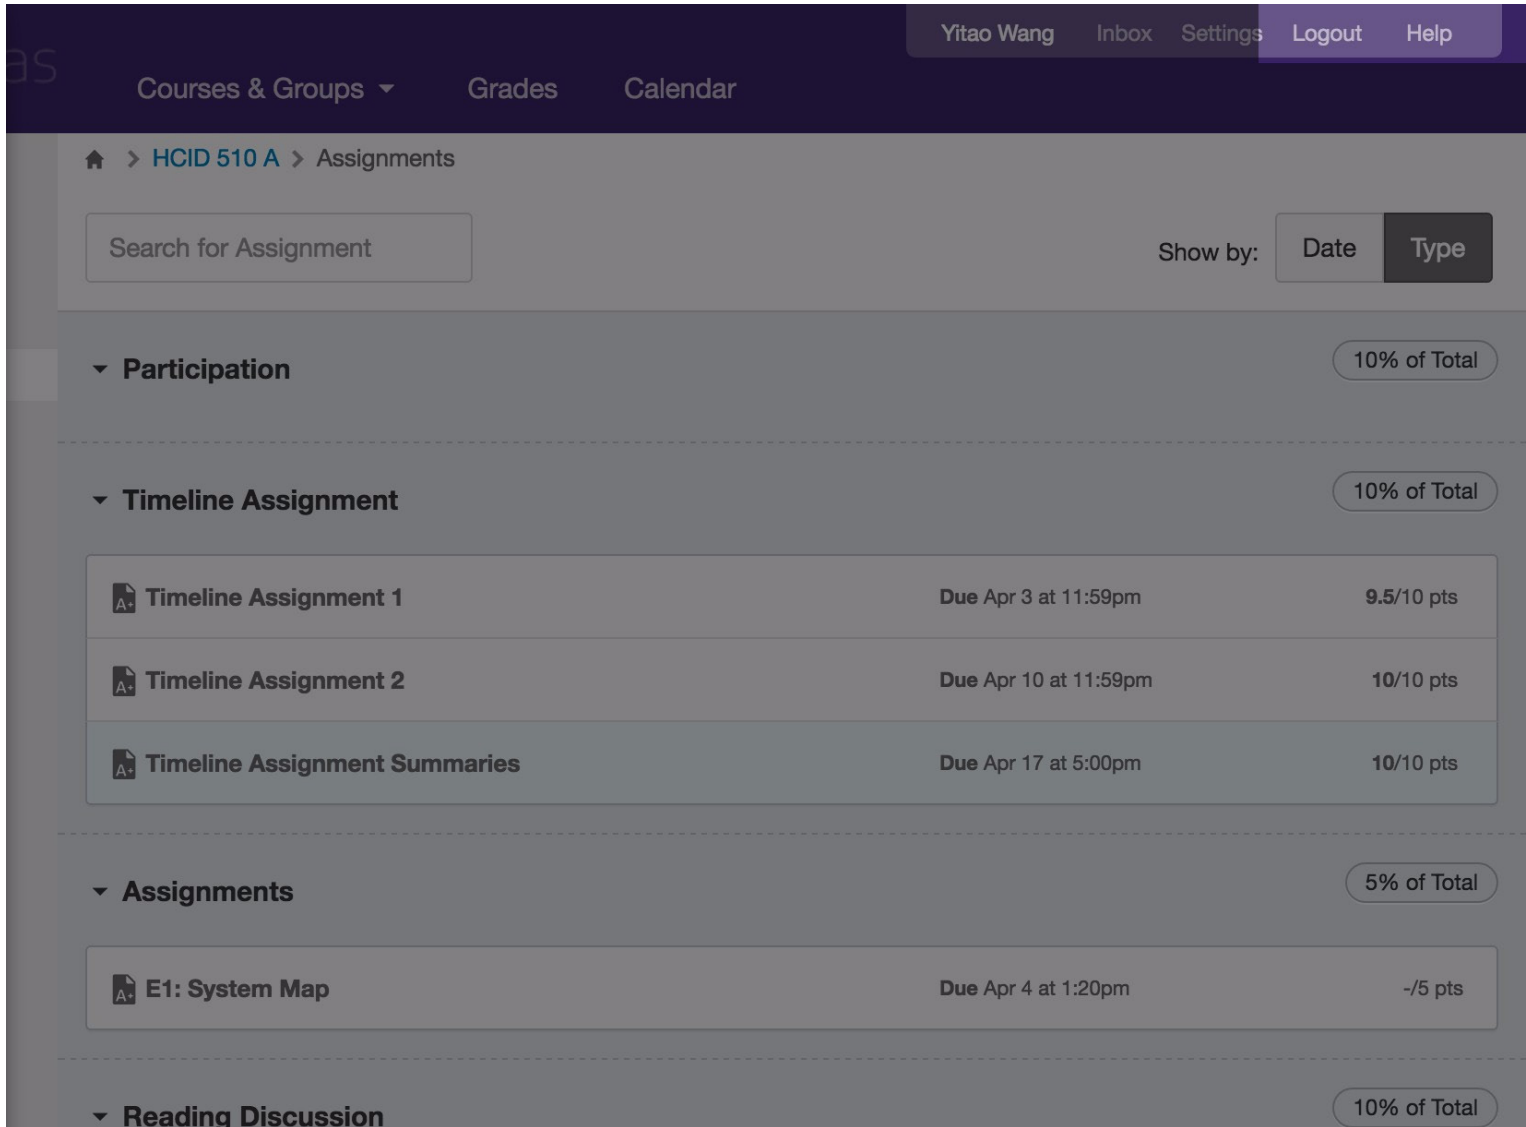 Yitao Wang Inbox Settings Logout Help
as
Courses & Groups Grades Calendar
> HCID 510 A > Assignments
Search for Assignment Show by: Date Type
Participation 10% of Total
Timeline Assignment 10% of Total
A+ Timeline Assignment 1 Due Apr 3 at 11:59pm 9.5/10 pts
A+ Timeline Assignment 2 Due Apr 10 at 11:59pm 10/10 pts
A+ Timeline Assignment Summaries Due Apr 17 at 5:00pm 10/10 pts
Assignments 5% of Total
A+ E1: System Map Due Apr 4 at 1:20pm -/5 pts
Reading Discussion 10% of Total